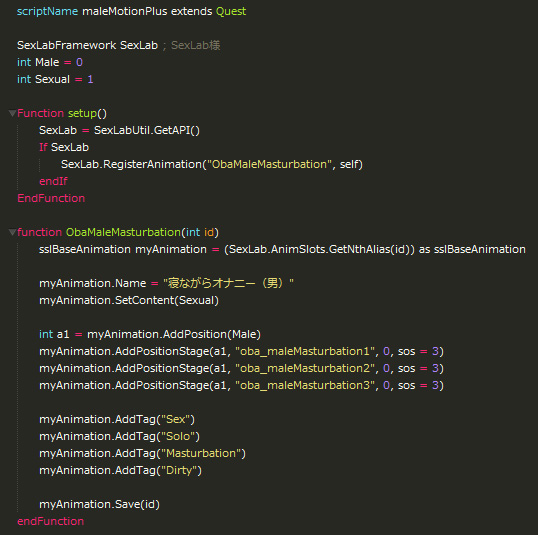 scriptName maleMotionPlus extends Quest
SexLabFramework SexLab ; SexLab様
int Male = 0
int Sexual = 1
Function setup()
SexLab = SexLabUtil.GetAPI()
If SexLab
SexLab.RegisterAnimation("ObaMaleMasturbation", self)
endIf
EndFunction
function ObaMaleMasturbation(int id)
sslBaseAnimation myAnimation = (SexLab.AnimSlots.GetNthAlias(id)) as sslBaseAnimation
myAnimation.Name = "寝ながらオナニー（男）"
myAnimation.SetContent(Sexual)
int a1 = myAnimation.AddPosition(Male)
myAnimation.AddPositionStage(a1, "oba_maleMasturbation1", 0, sos = 3)
myAnimation.AddPositionStage(a1, "oba_maleMasturbation2", 0, sos = 3)
myAnimation.AddPositionStage(a1, "oba_maleMasturbation3", 0, sos = 3)
myAnimation.AddTag("Sex")
myAnimation.AddTag("Solo")
myAnimation.AddTag("Masturbation")
myAnimation.AddTag("Dirty")
myAnimation.Save(id)
endFunction